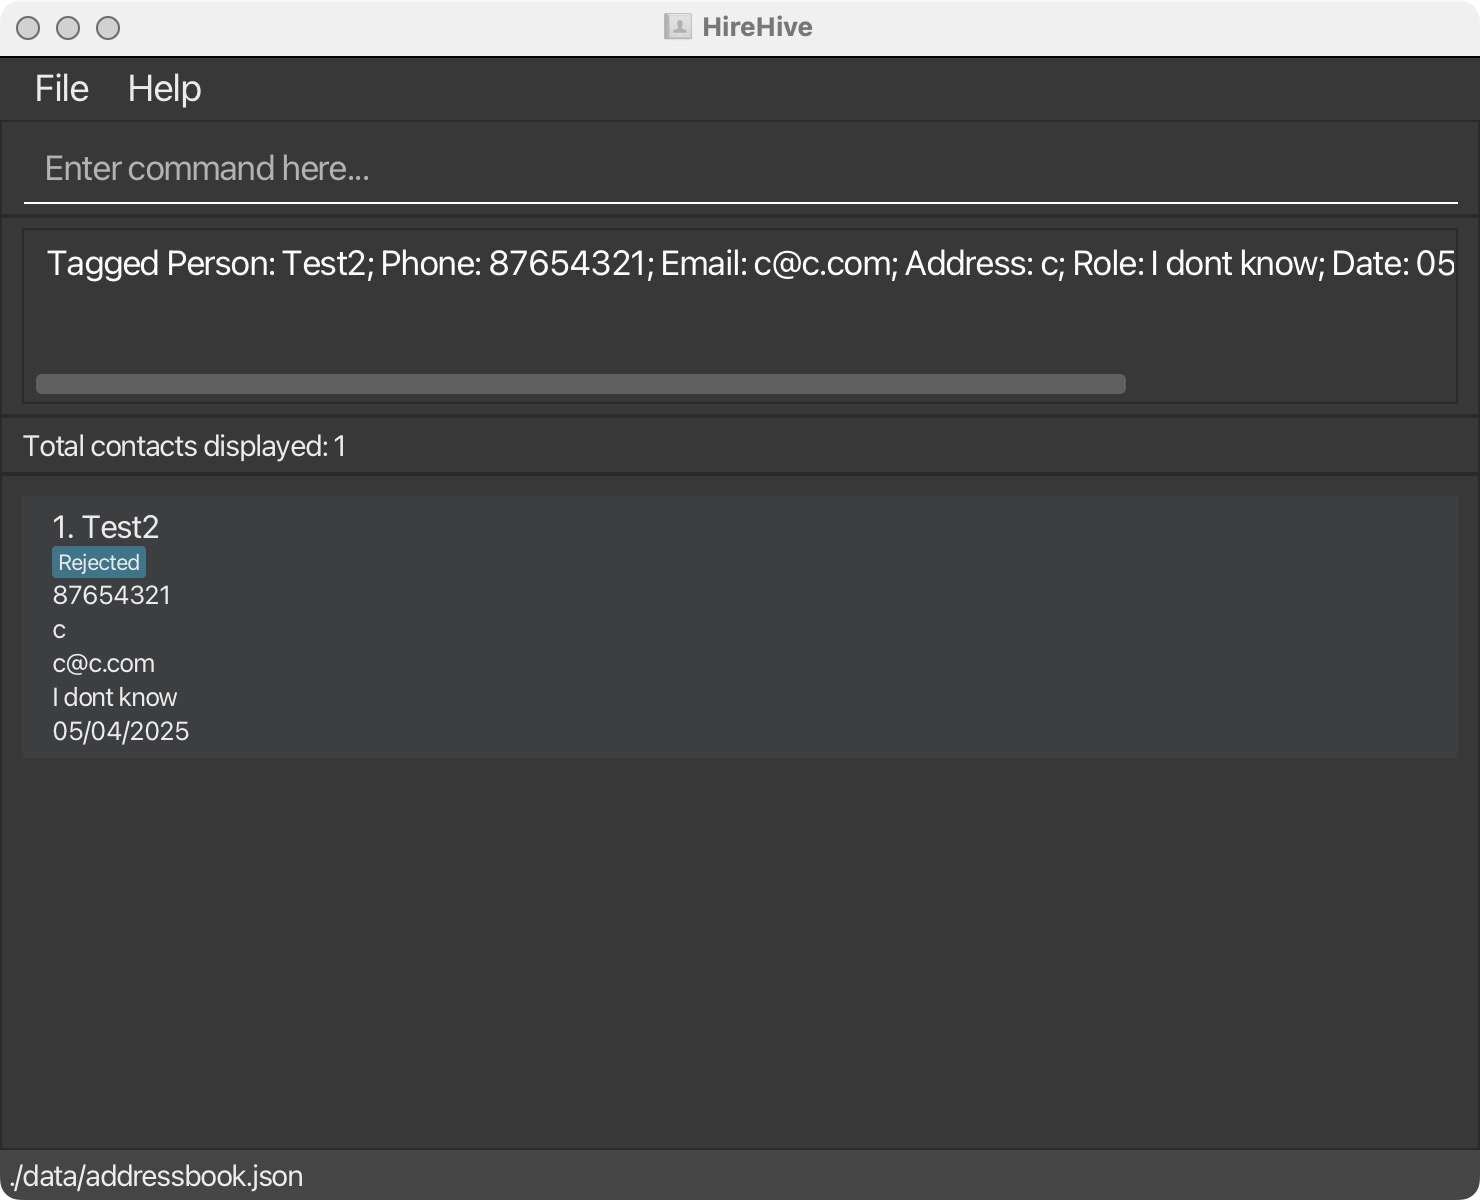 HireHive
File Help
Enter command here...
Tagged Person: Test2; Phone: 87654321; Email: c@c.com; Address: c; Role: I dont know; Date: 05
Total contacts displayed: 1
1. Test2
Rejected
87654321
c
c@c.com
I dont know
05/04/2025
./data/addressbook.json